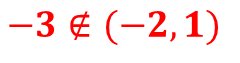 −3 ∉ (−2, 1)